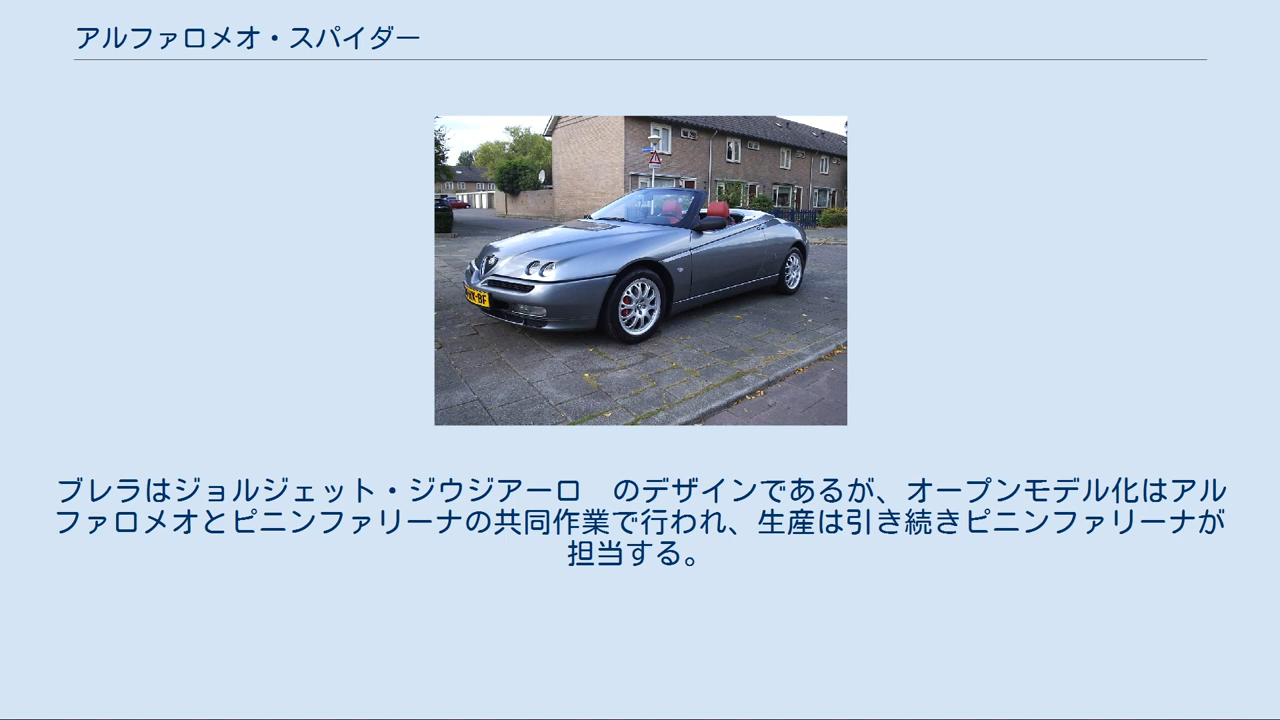 アルファロメオ・スパイダー
ブレラはジョルジェット・ジウジアーロ　のデザインであるが、オープンモデル化はアル
ファロメオとピニンファリーナの共同作業で行われ、生産は引き続きピニンファリーナが
担当する。